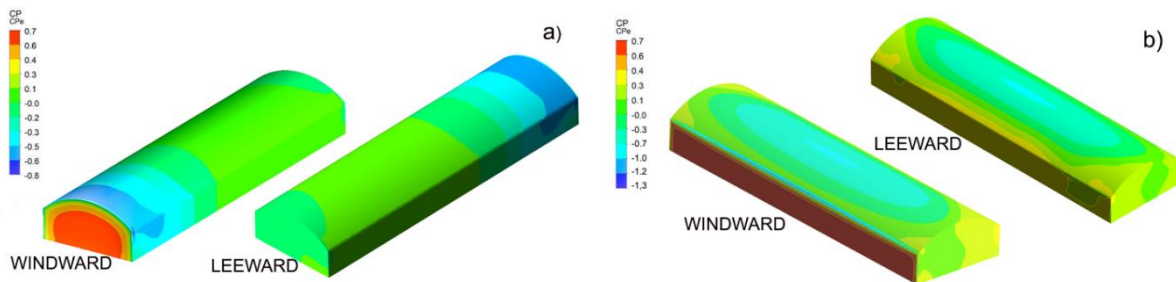 CP
CPe
0.7
0.6
0.4
0.3
0.1
-0.0
-0.2
-0.3
-0.5
-0.6
-0.8
a)
WINDWARD
LEEWARD
CP
CPe
0.7
0.6
0.4
0.3
0.1
-0.0
-0.3
-0.7
-1.0
-1.2
-1,3
b)
LEEWARD
WINDWARD